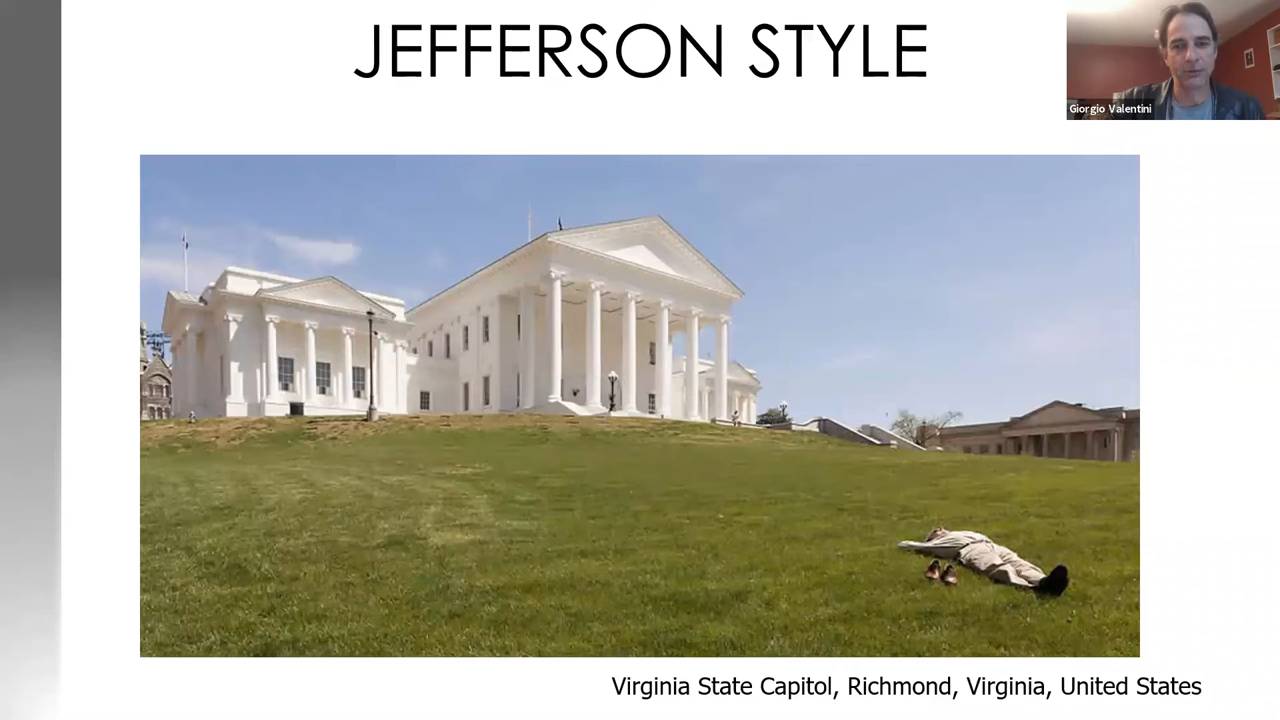 JEFFERSON STYLE
Giorgio Valentini
Virginia State Capitol, Richmond, Virginia, United States